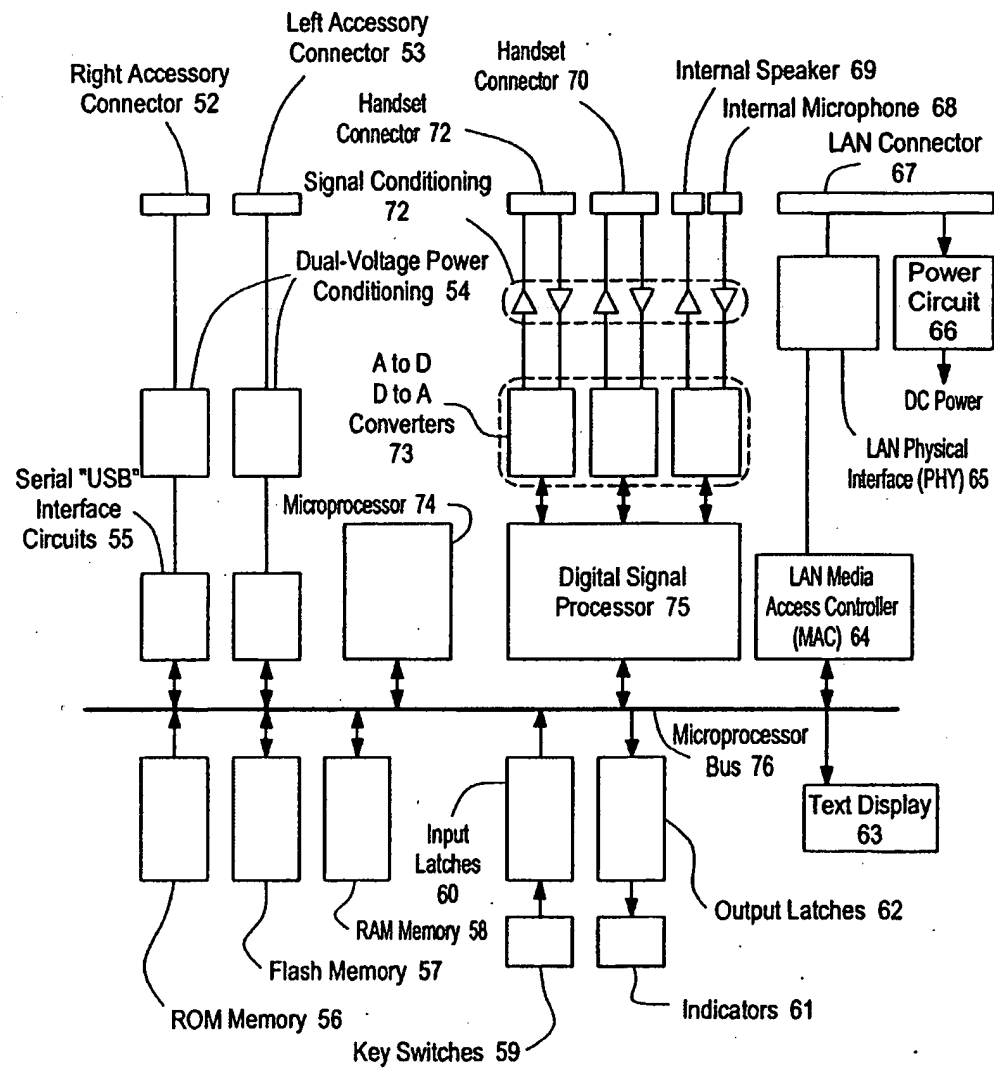 Left Accessory
Connector 53
Right Accessory
Connector 52
Handset
Connector 72
Handset
Connector 70
Internal Speaker 69
Internal Microphone 68
LAN Connector
67
Signal Conditioning
72
Dual-Voltage Power
Conditioning 54
Power
Circuit
66
A to D
D to A
Converters
73
DC Power
LAN Physical
Interface (PHY) 65
Serial "USB"
Interface
Circuits 55
Microprocessor 74
Digital Signal
Processor 75
LAN Media
Access Controller
(MAC) 64
Microprocessor
Bus 76
Text Display
63
Input
Latches
60
RAM Memory 58
Output Latches 62
Flash Memory 57
ROM Memory 56
Indicators 61
Key Switches 59